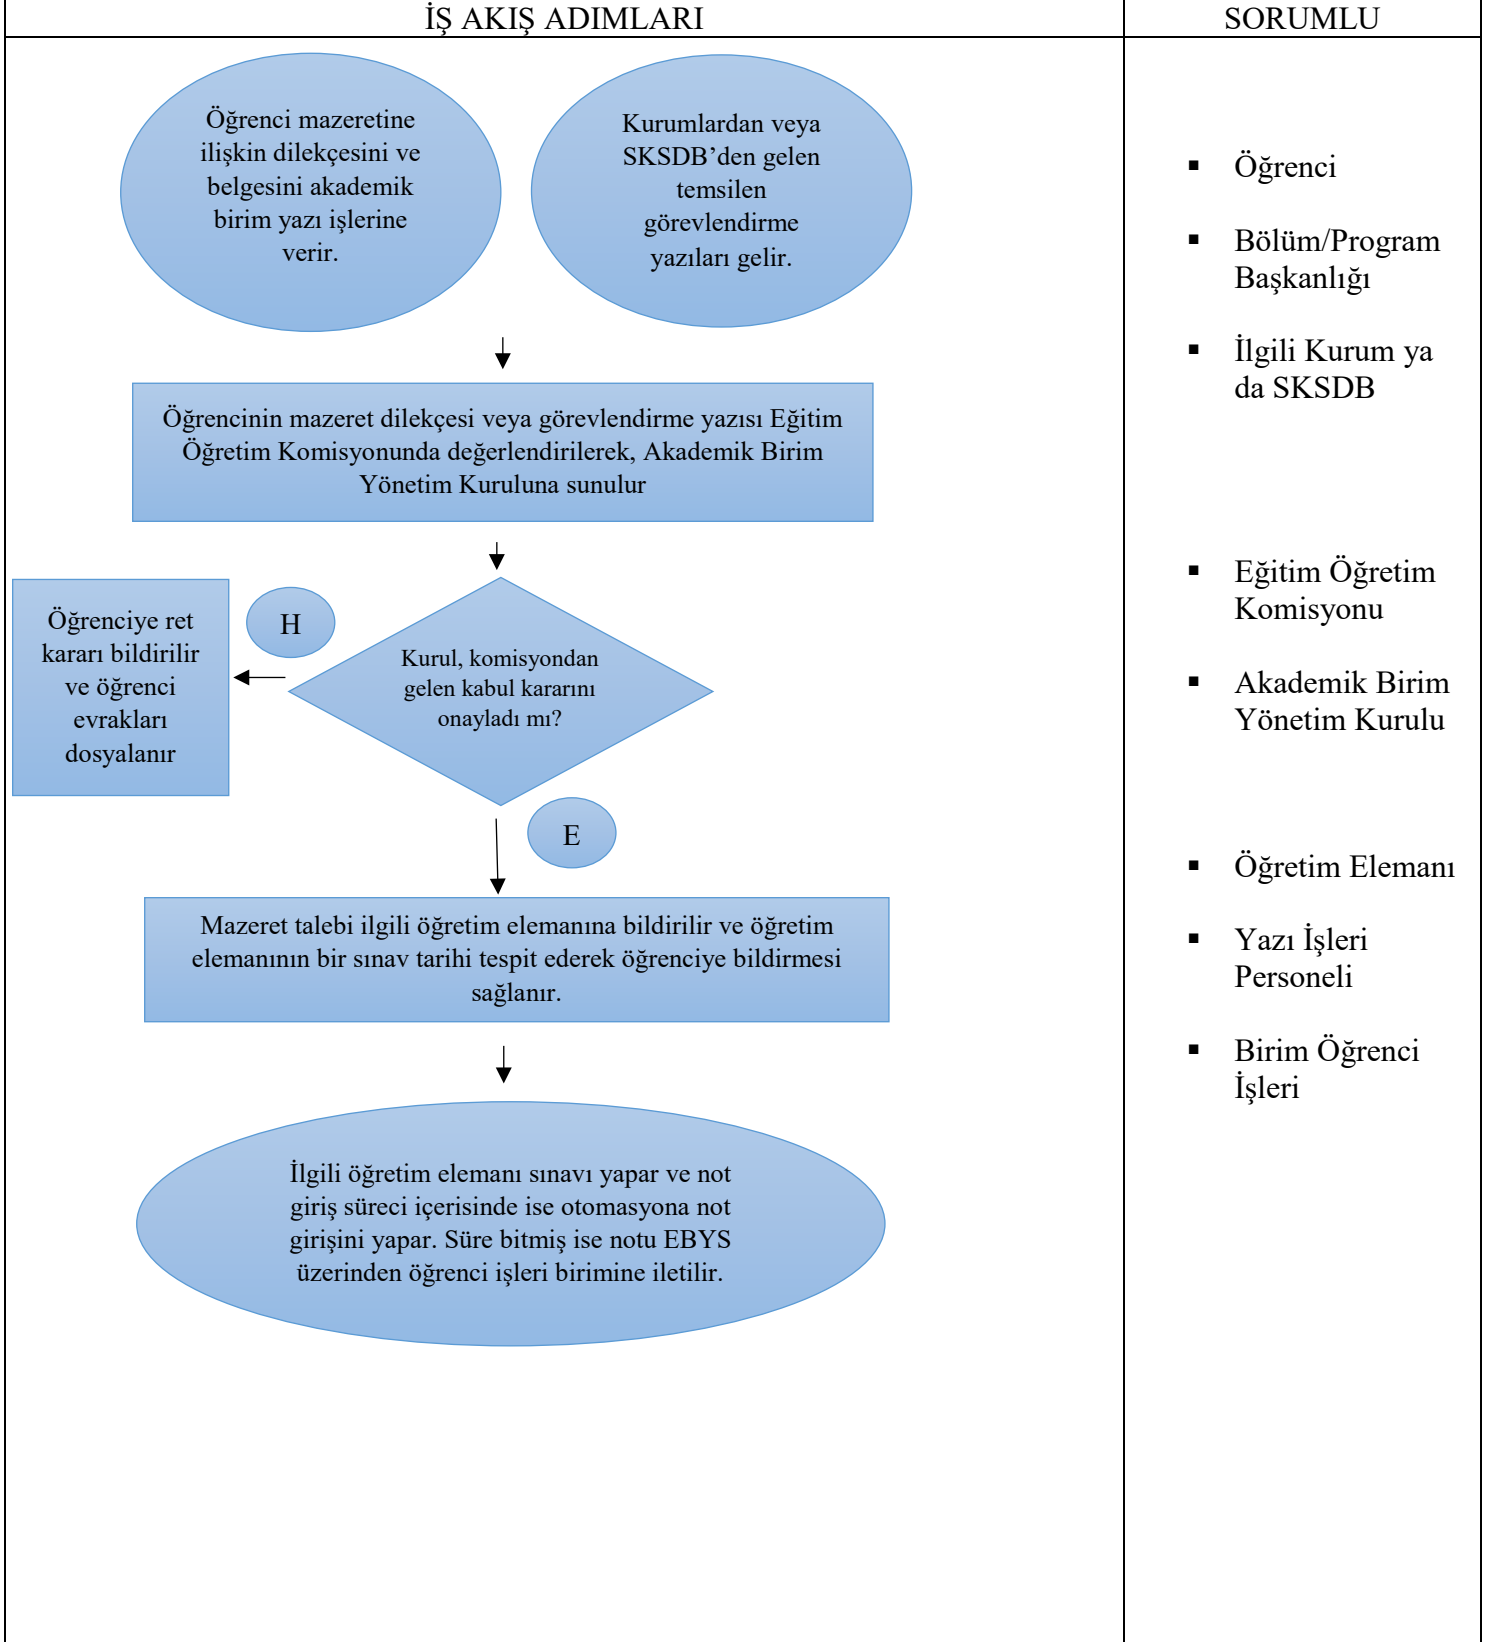 İŞ AKIŞ ADIMLARI
SORUMLU
Öğrenci mazeretine
ilişkin dilekçesini ve
belgesini akademik
birim yazı işlerine
verir.
Kurumlardan veya
SKSDB’den gelen
temsilen
görevlendirme
yazıları gelir.
▪ Öğrenci
▪ Bölüm/Program
Başkanlığı
▪ İlgili Kurum ya
da SKSDB
Öğrencinin mazeret dilekçesi veya görevlendirme yazısı Eğitim
Öğretim Komisyonunda değerlendirilerek, Akademik Birim
Yönetim Kuruluna sunulur
▪ Eğitim Öğretim
Komisyonu
▪ Akademik Birim
Yönetim Kurulu
Öğrenciye ret
kararı bildirilir
ve öğrenci
evrakları
dosyalanır
H
Kurul, komisyondan
gelen kabul kararını
onayladı mı?
E
Mazeret talebi ilgili öğretim elemanına bildirilir ve öğretim
elemanının bir sınav tarihi tespit ederek öğrenciye bildirmesi
sağlanır.
▪ Öğretim Elemanı
▪ Yazı İşleri
Personeli
▪ Birim Öğrenci
İşleri
İlgili öğretim elemanı sınavı yapar ve not
giriş süreci içerisinde ise otomasyona not
girişini yapar. Süre bitmiş ise notu EBYS
üzerinden öğrenci işleri birimine iletilir.